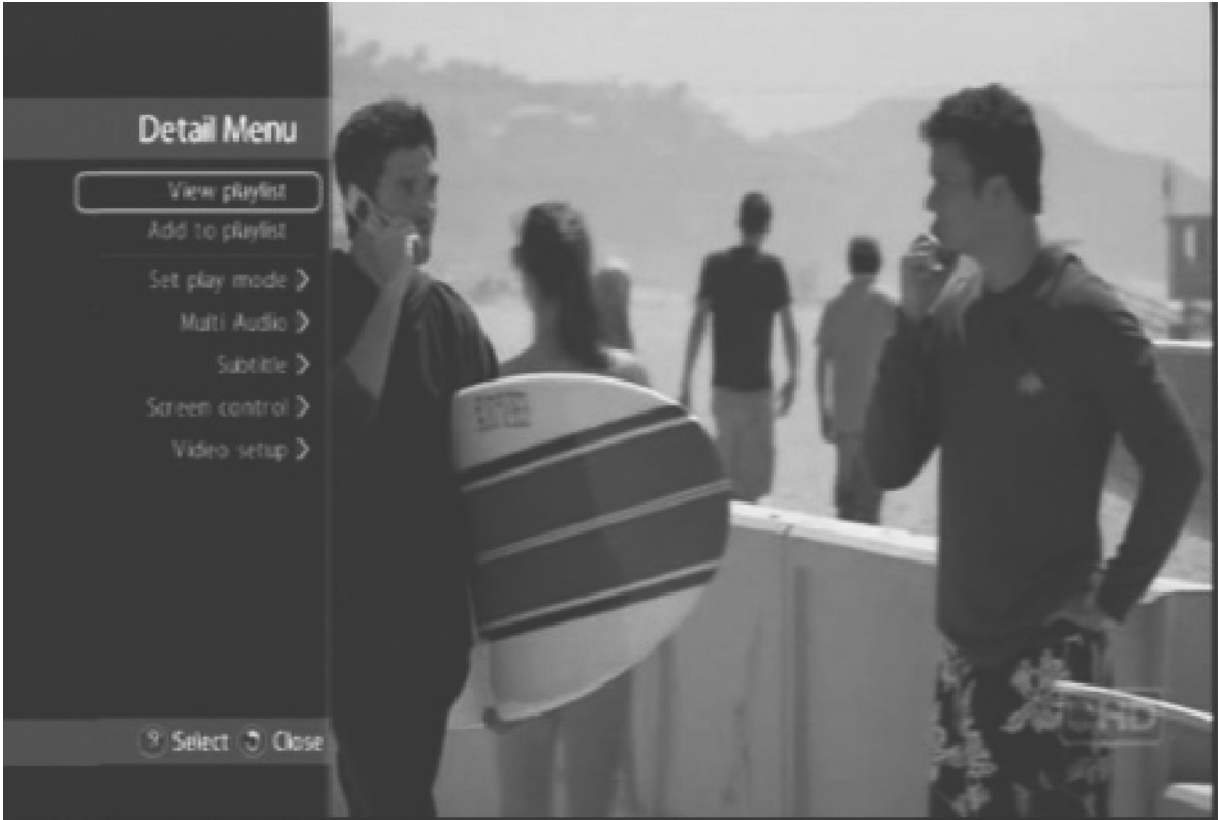 Detail Menu
View playlist
Add to playlist
Set play mode >
Multi Audio >
Subtitle >
Screen control >
Video setup >
Select Close